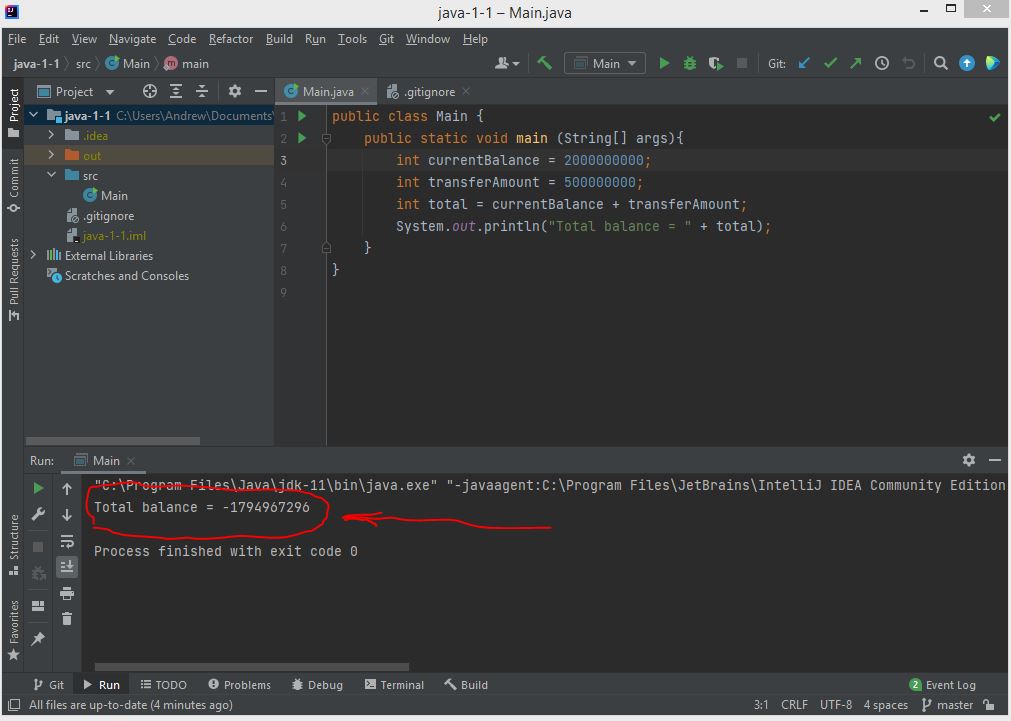 java-1-1 – Main.java
File Edit View Navigate Code Refactor Build Run Tools Git Window Help
java-1-1 src Main main Main Git:
Project Main.java .gitignore
Project
Commit
Pull Requests
Structure
Favorites
java-1-1 C:\Users\Andrew\Documents\
.idea
out
src
Main
.gitignore
java-1-1.iml
External Libraries
Scratches and Consoles
1 public class Main {
2 public static void main (String[] args){
3 int currentBalance = 2000000000;
4 int transferAmount = 500000000;
5 int total = currentBalance + transferAmount;
6 System.out.println("Total balance = " + total);
7 }
8 }
9
Run: Main
"C:\Program Files\Java\jdk-11\bin\java.exe" "-javaagent:C:\Program Files\JetBrains\IntelliJ IDEA Community Edition
Total balance = -1794967296
Process finished with exit code 0
Git Run TODO Problems Debug Terminal Build 2 Event Log
All files are up-to-date (4 minutes ago) 3:1 CRLF UTF-8 4 spaces master